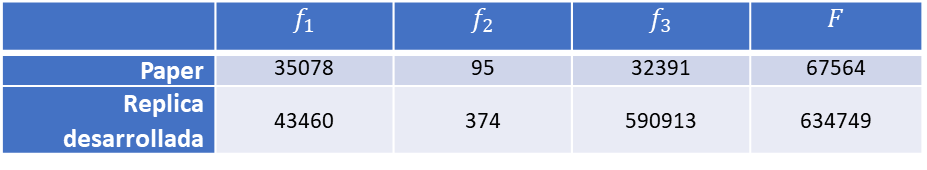 f₁ f₂ f₃ F
Paper 35078 95 32391 67564
Replica
desarrollada 43460 374 590913 634749